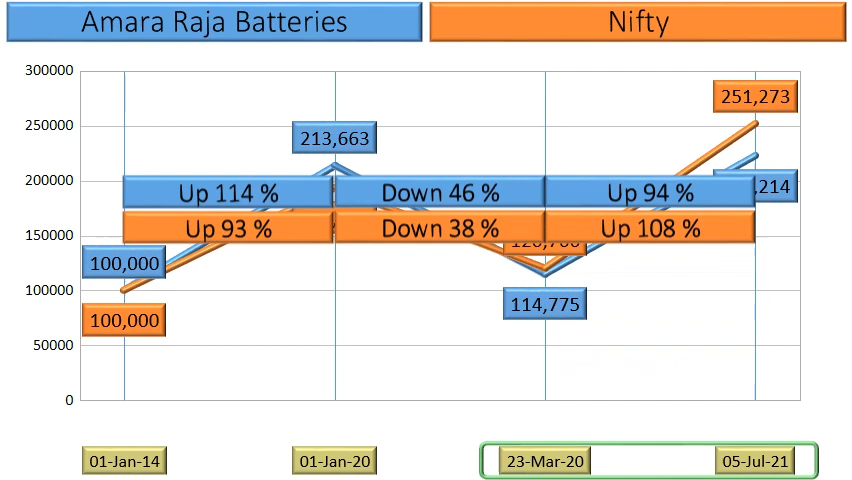 Amara Raja Batteries
Nifty
300000
250000
200000
150000
100000
50000
0
251,273
213,663
,214
Up 114 %
Down 46 %
Up 94 %
Up 93 %
Down 38 %
Up 108 %
100,000
100,000
114,775
01-Jan-14
01-Jan-20
23-Mar-20
05-Jul-21